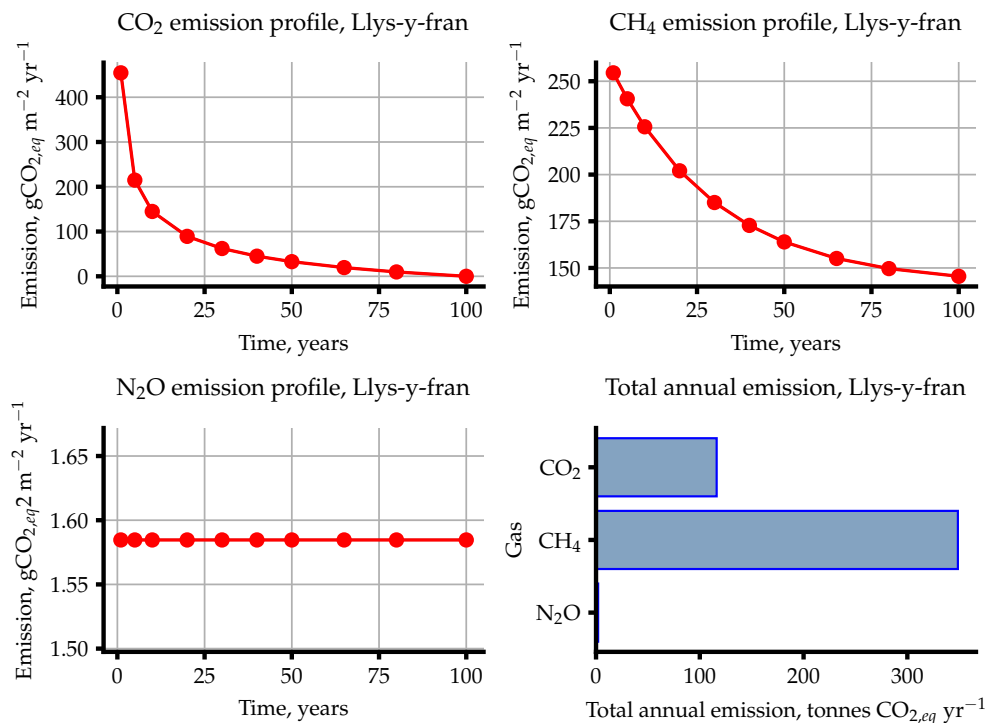 CO₂ emission profile, Llys-y-fran
Emission, gCO₂,eq m⁻² yr⁻¹
400
300
200
100
0
0 25 50 75 100
Time, years
CH₄ emission profile, Llys-y-fran
Emission, gCO₂,eq m⁻² yr⁻¹
250
225
200
175
150
0 25 50 75 100
Time, years
N₂O emission profile, Llys-y-fran
Emission, gCO₂,eq2 m⁻² yr⁻¹
1.65
1.60
1.55
1.50
0 25 50 75 100
Time, years
Total annual emission, Llys-y-fran
Gas
CO₂
CH₄
N₂O
0 100 200 300
Total annual emission, tonnes CO₂,eq yr⁻¹